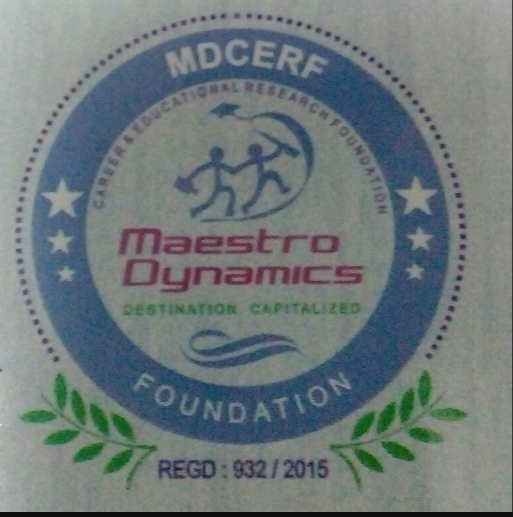 MDCERF
CAREER & EDUCATIONAL RESEARCH FOUNDATION
Maestro
Dynamics
DESTINATION CAPITALIZED
FOUNDATION
REGD : 932 / 2015